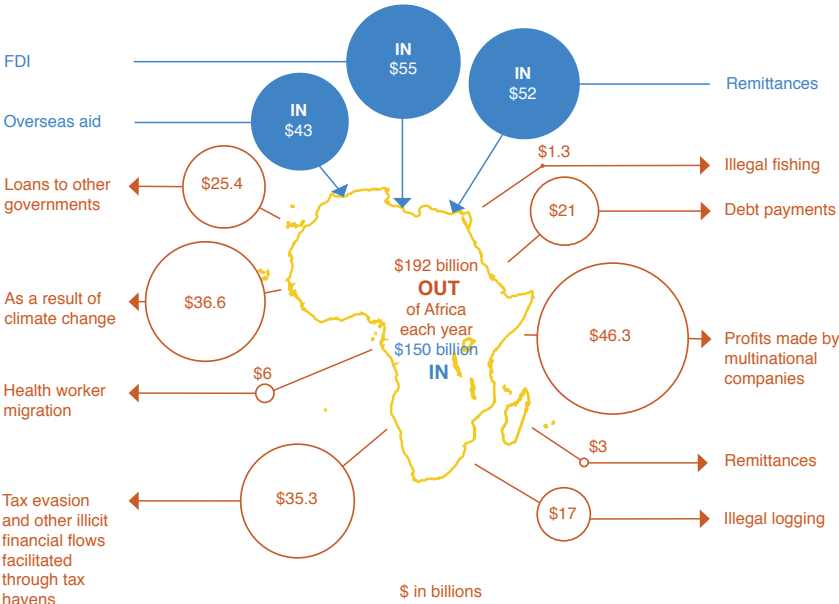 FDI
IN
$55
IN
$52
Remittances
Overseas aid
IN
$43
$1.3
Illegal fishing
Loans to other
governments
$25.4
$21
Debt payments
$192 billion
OUT
of Africa
each year
$150 billion
IN
As a result of
climate change
$36.6
$46.3
Profits made by
multinational
companies
Health worker
migration
$6
$3
Remittances
Tax evasion
and other illicit
financial flows
facilitated
through tax
havens
$35.3
$17
Illegal logging
$ in billions